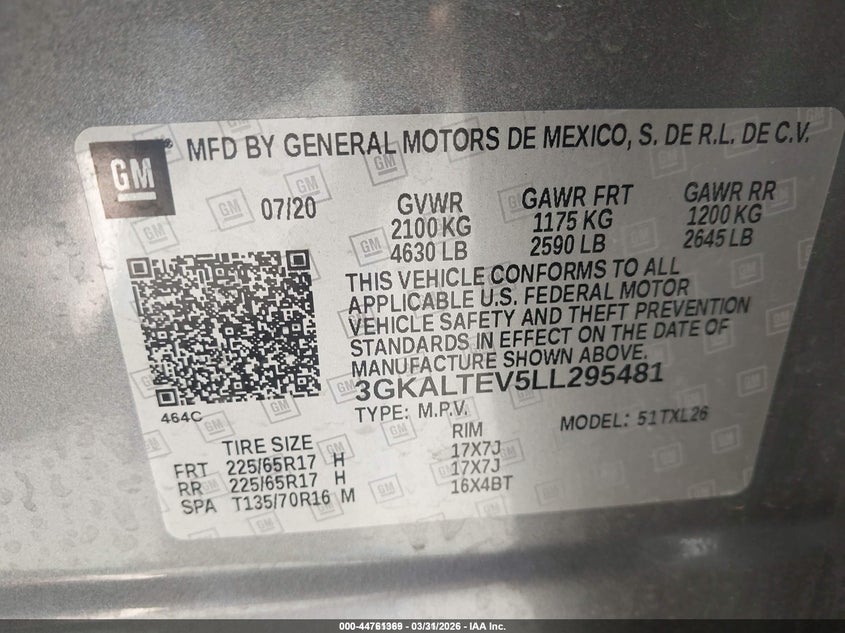 GM
MFD BY GENERAL MOTORS DE MEXICO, S. DE R.L. DE C.V.
07/20
GVWR GAWR FRT GAWR RR
2100 KG 1175 KG 1200 KG
4630 LB 2590 LB 2645 LB
THIS VEHICLE CONFORMS TO ALL
APPLICABLE U.S. FEDERAL MOTOR
VEHICLE SAFETY AND THEFT PREVENTION
STANDARDS IN EFFECT ON THE DATE OF
MANUFACTURE SHOWN ABOVE.
3GKALTEV5LL295481
464C
TYPE: M.P.V. MODEL: 51TXL26
TIRE SIZE RIM
FRT 225/65R17 H 17X7J
RR 225/65R17 H 17X7J
SPA T135/70R16 M 16X4BT
000-44761369 - 03/31/2026 - IAA Inc.